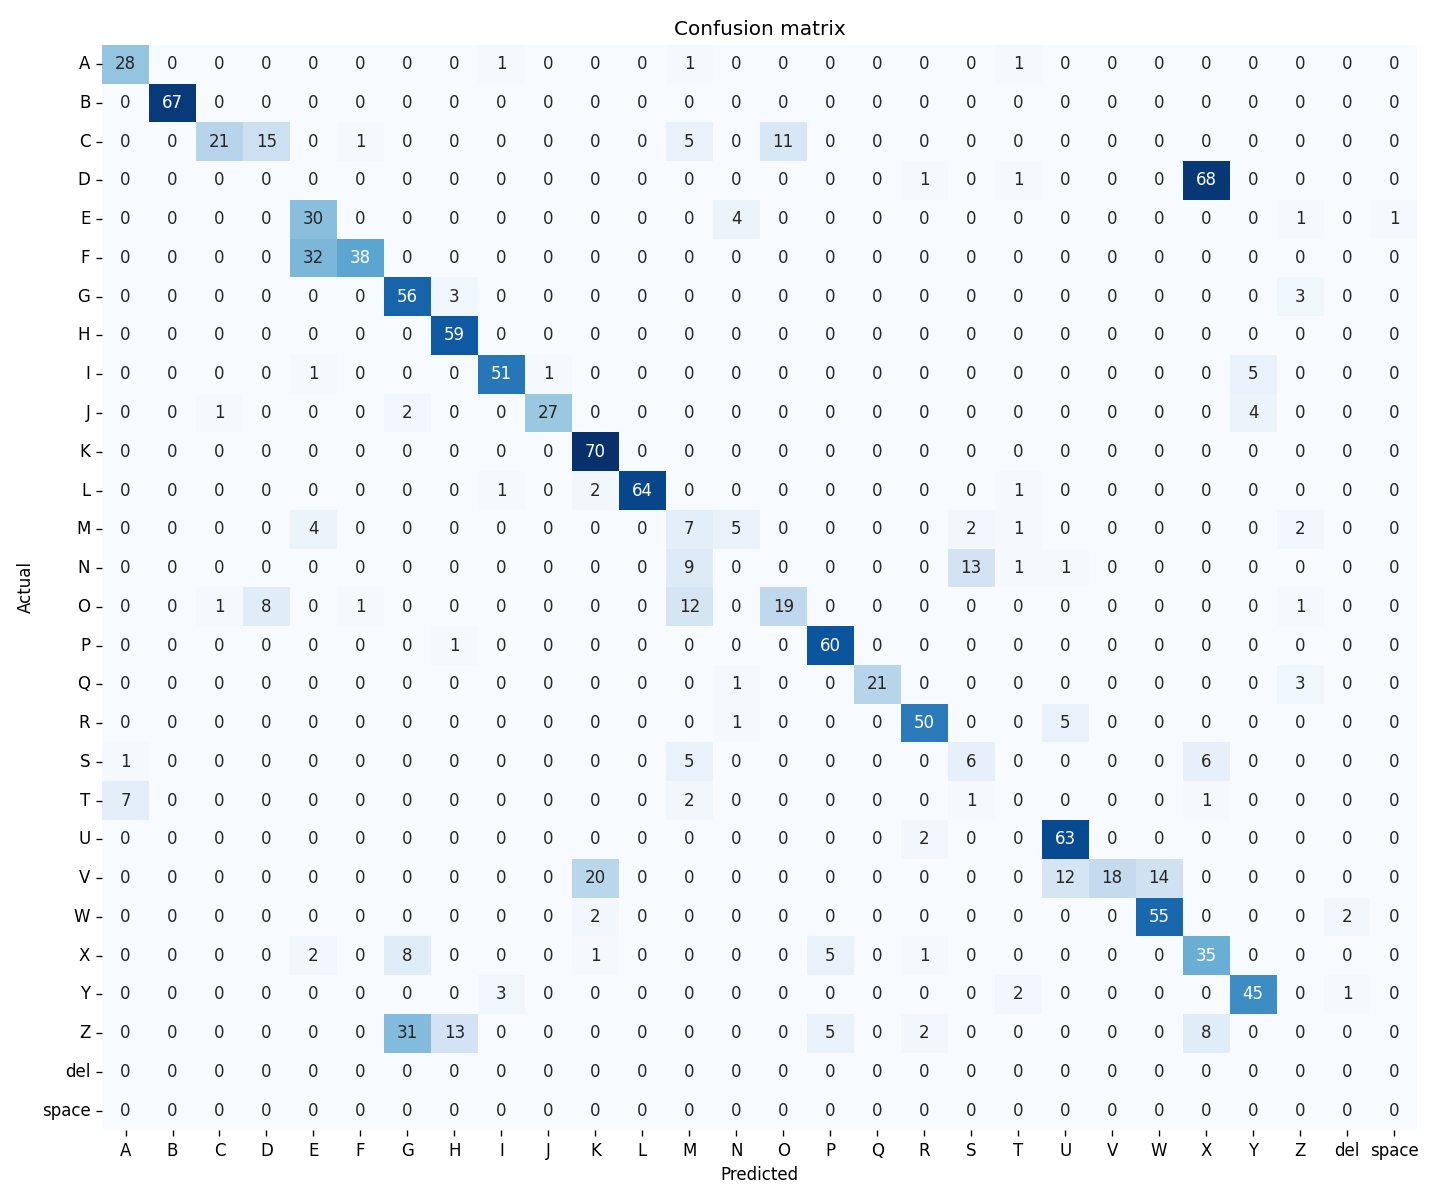 Confusion matrix
A 28 0 0 0 0 0 0 0 1 0 0 0 1 0 0 0 0 0 0 1 0 0 0 0 0 0 0 0
B 0 67 0 0 0 0 0 0 0 0 0 0 0 0 0 0 0 0 0 0 0 0 0 0 0 0 0 0
C 0 0 21 15 0 1 0 0 0 0 0 0 5 0 11 0 0 0 0 0 0 0 0 0 0 0 0 0
D 0 0 0 0 0 0 0 0 0 0 0 0 0 0 0 0 0 1 0 1 0 0 0 68 0 0 0 0
E 0 0 0 0 30 0 0 0 0 0 0 0 0 4 0 0 0 0 0 0 0 0 0 0 0 1 0 1
F 0 0 0 0 32 38 0 0 0 0 0 0 0 0 0 0 0 0 0 0 0 0 0 0 0 0 0 0
G 0 0 0 0 0 0 56 3 0 0 0 0 0 0 0 0 0 0 0 0 0 0 0 0 0 3 0 0
H 0 0 0 0 0 0 0 59 0 0 0 0 0 0 0 0 0 0 0 0 0 0 0 0 0 0 0 0
I 0 0 0 0 1 0 0 0 51 1 0 0 0 0 0 0 0 0 0 0 0 0 0 0 5 0 0 0
J 0 0 1 0 0 0 2 0 0 27 0 0 0 0 0 0 0 0 0 0 0 0 0 0 4 0 0 0
K 0 0 0 0 0 0 0 0 0 0 70 0 0 0 0 0 0 0 0 0 0 0 0 0 0 0 0 0
L 0 0 0 0 0 0 0 0 1 0 2 64 0 0 0 0 0 0 0 1 0 0 0 0 0 0 0 0
M 0 0 0 0 4 0 0 0 0 0 0 0 7 5 0 0 0 0 2 1 0 0 0 0 0 2 0 0
N 0 0 0 0 0 0 0 0 0 0 0 0 9 0 0 0 0 0 13 1 1 0 0 0 0 0 0 0
O 0 0 1 8 0 1 0 0 0 0 0 0 12 0 19 0 0 0 0 0 0 0 0 0 0 1 0 0
P 0 0 0 0 0 0 0 1 0 0 0 0 0 0 0 60 0 0 0 0 0 0 0 0 0 0 0 0
Q 0 0 0 0 0 0 0 0 0 0 0 0 0 1 0 0 21 0 0 0 0 0 0 0 0 3 0 0
R 0 0 0 0 0 0 0 0 0 0 0 0 0 1 0 0 0 50 0 0 5 0 0 0 0 0 0 0
S 1 0 0 0 0 0 0 0 0 0 0 0 5 0 0 0 0 0 6 0 0 0 0 6 0 0 0 0
T 7 0 0 0 0 0 0 0 0 0 0 0 2 0 0 0 0 0 1 0 0 0 0 1 0 0 0 0
U 0 0 0 0 0 0 0 0 0 0 0 0 0 0 0 0 0 2 0 0 63 0 0 0 0 0 0 0
V 0 0 0 0 0 0 0 0 0 0 20 0 0 0 0 0 0 0 0 0 12 18 14 0 0 0 0 0
W 0 0 0 0 0 0 0 0 0 0 2 0 0 0 0 0 0 0 0 0 0 0 55 0 0 0 2 0
X 0 0 0 0 2 0 8 0 0 0 1 0 0 0 0 5 0 1 0 0 0 0 0 35 0 0 0 0
Y 0 0 0 0 0 0 0 0 3 0 0 0 0 0 0 0 0 0 0 2 0 0 0 0 45 0 1 0
Z 0 0 0 0 0 0 31 13 0 0 0 0 0 0 0 5 0 2 0 0 0 0 0 8 0 0 0 0
del 0 0 0 0 0 0 0 0 0 0 0 0 0 0 0 0 0 0 0 0 0 0 0 0 0 0 0 0
space 0 0 0 0 0 0 0 0 0 0 0 0 0 0 0 0 0 0 0 0 0 0 0 0 0 0 0 0
A B C D E F G H I J K L M N O P Q R S T U V W X Y Z del space
Predicted
Actual